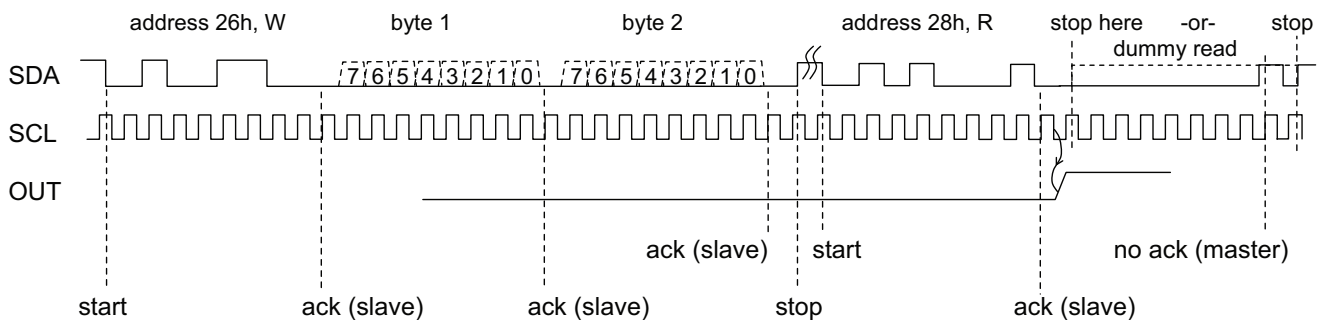 address 26h, W byte 1 byte 2 address 28h, R stop here -or- stop
dummy read
SDA 7 6 5 4 3 2 1 0 7 6 5 4 3 2 1 0
SCL
OUT
ack (slave) start no ack (master)
start ack (slave) ack (slave) stop ack (slave)